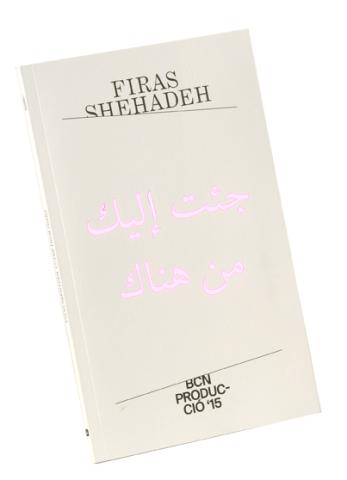 FIRAS
SHEHADEH
جئت إليك
من هناك
BCN
PRODUC-
CIÓ '15